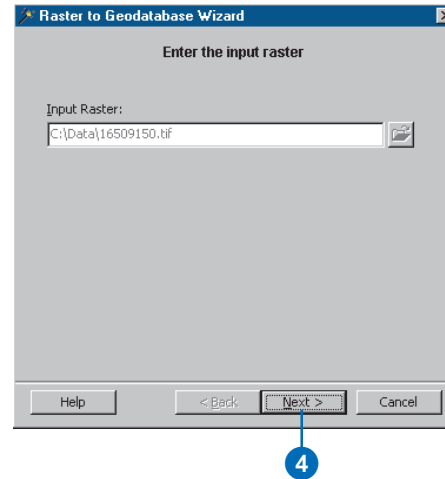 Raster to Geodatabase Wizard
Enter the input raster
Input Raster:
C:\Data\16509150.tif
Help < Back Next > Cancel
4